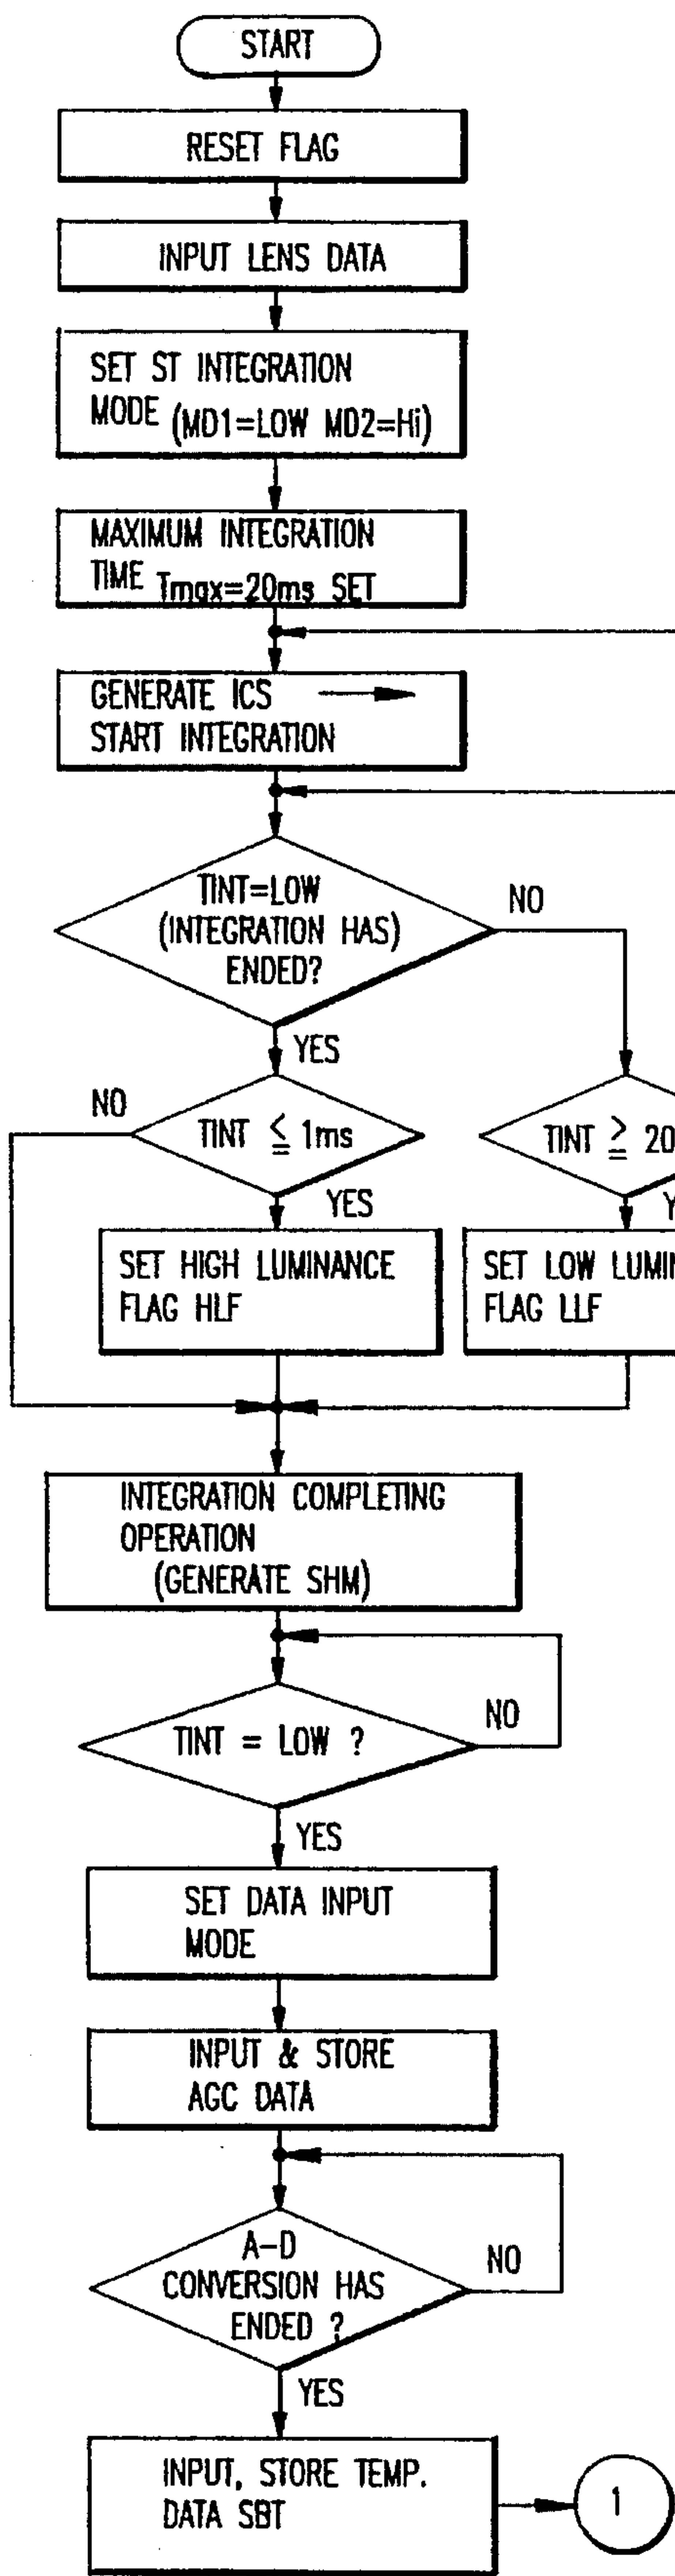 START
RESET FLAG
INPUT LENS DATA
SET ST INTEGRATION
MODE (MD1=LOW MD2=Hi)
MAXIMUM INTEGRATION
TIME Tmax=20ms SET
GENERATE ICS
START INTEGRATION
TINT=LOW
(INTEGRATION HAS)
ENDED?
NO
YES
NO
TINT ≦ 1ms
TINT ≧ 20
YES
Y
SET HIGH LUMINANCE
FLAG HLF
SET LOW LUMIN
FLAG LLF
INTEGRATION COMPLETING
OPERATION
(GENERATE SHM)
TINT = LOW ?
NO
YES
SET DATA INPUT
MODE
INPUT & STORE
AGC DATA
A-D
CONVERSION HAS
ENDED ?
NO
YES
INPUT, STORE TEMP.
DATA SBT
1